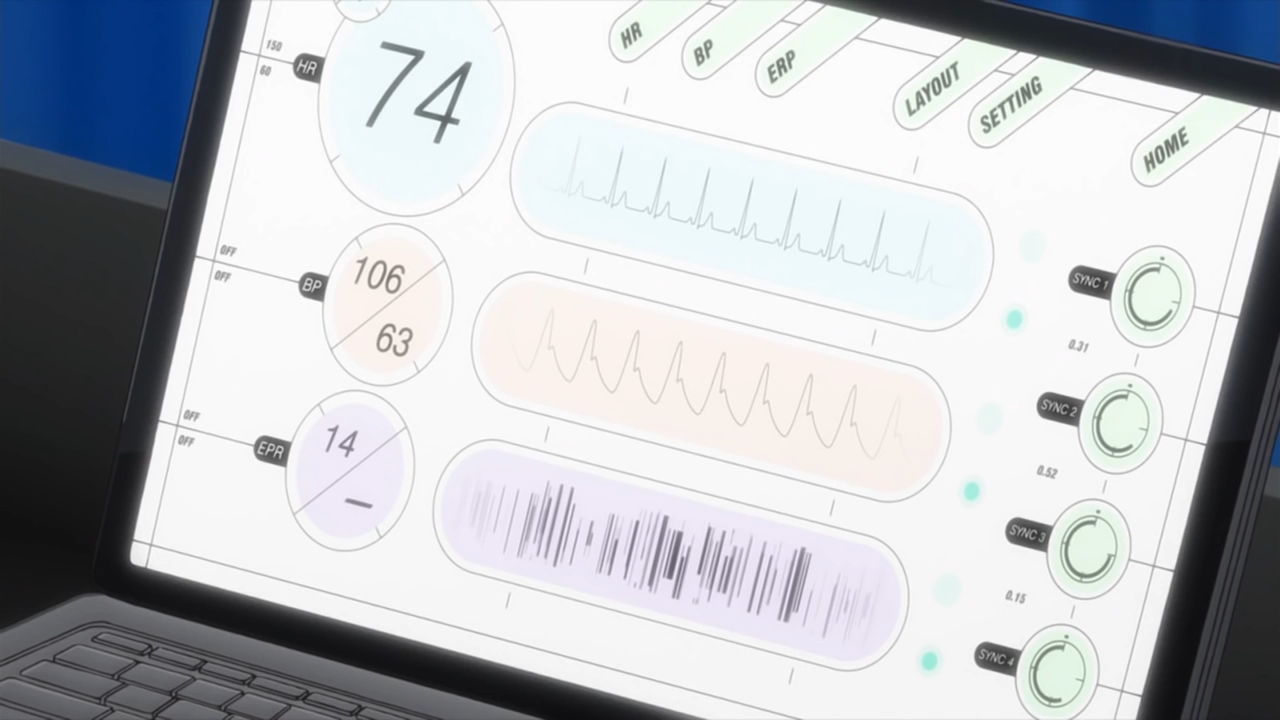 HR
BP
ERP
LAYOUT
SETTING
HOME
150
60
HR
74
OFF
OFF
BP
106
63
OFF
OFF
EPR
14
–
SYNC 1
0.31
SYNC 2
0.52
SYNC 3
0.15
SYNC 4